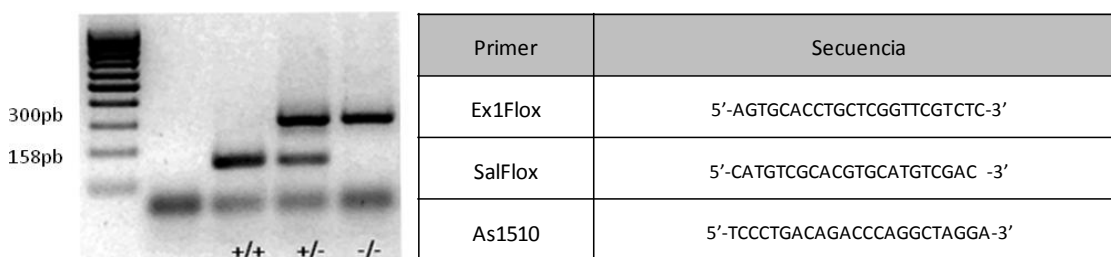 300pb
158pb
+/+ +/- -/-
Primer Secuencia
Ex1Flox 5’-AGTGCACCTGCTCGGTTCGTCTC-3’
SalFlox 5’-CATGTCGCACGTGCATGTCGAC -3’
As1510 5’-TCCCTGACAGACCCAGGCTAGGA-3’